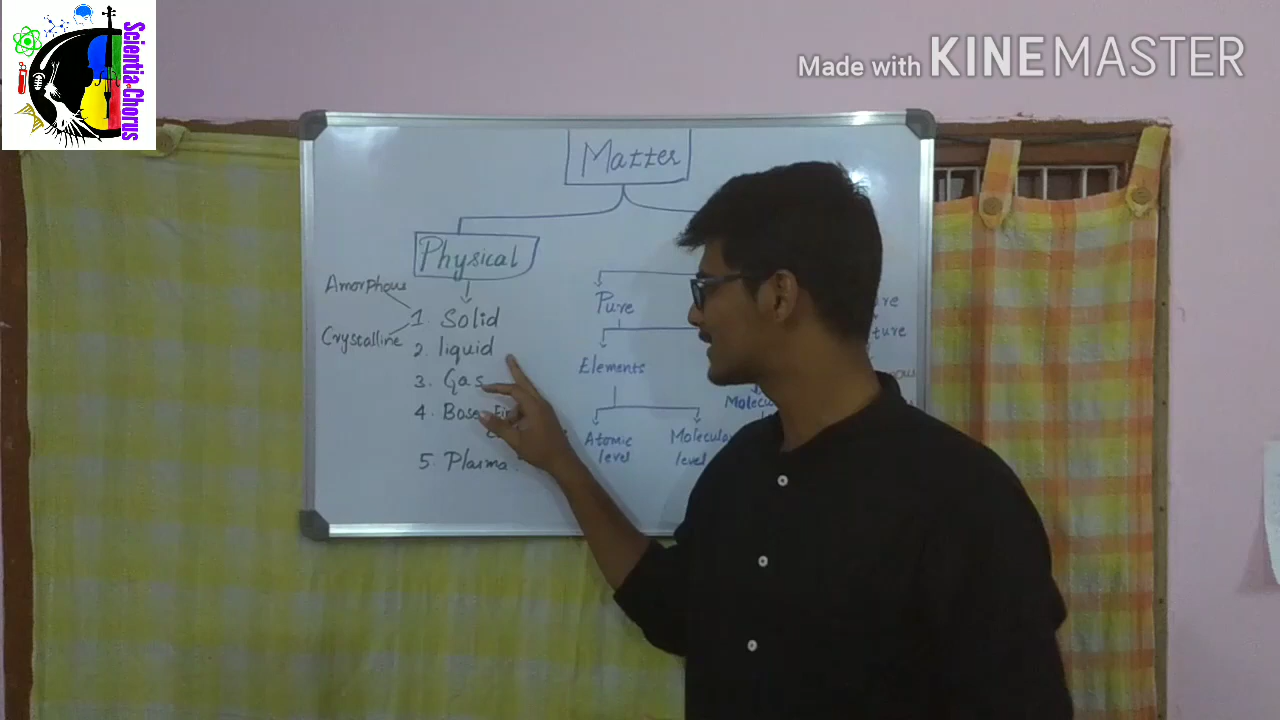 Scientia Chorus
Made with KINEMASTER
Matter
Physical
Amorphous
Crystalline
1. Solid
2. liquid
3. Gas
4. Bose
5. Plasma
Pure
Elements
Atomic
level
Molecular
level